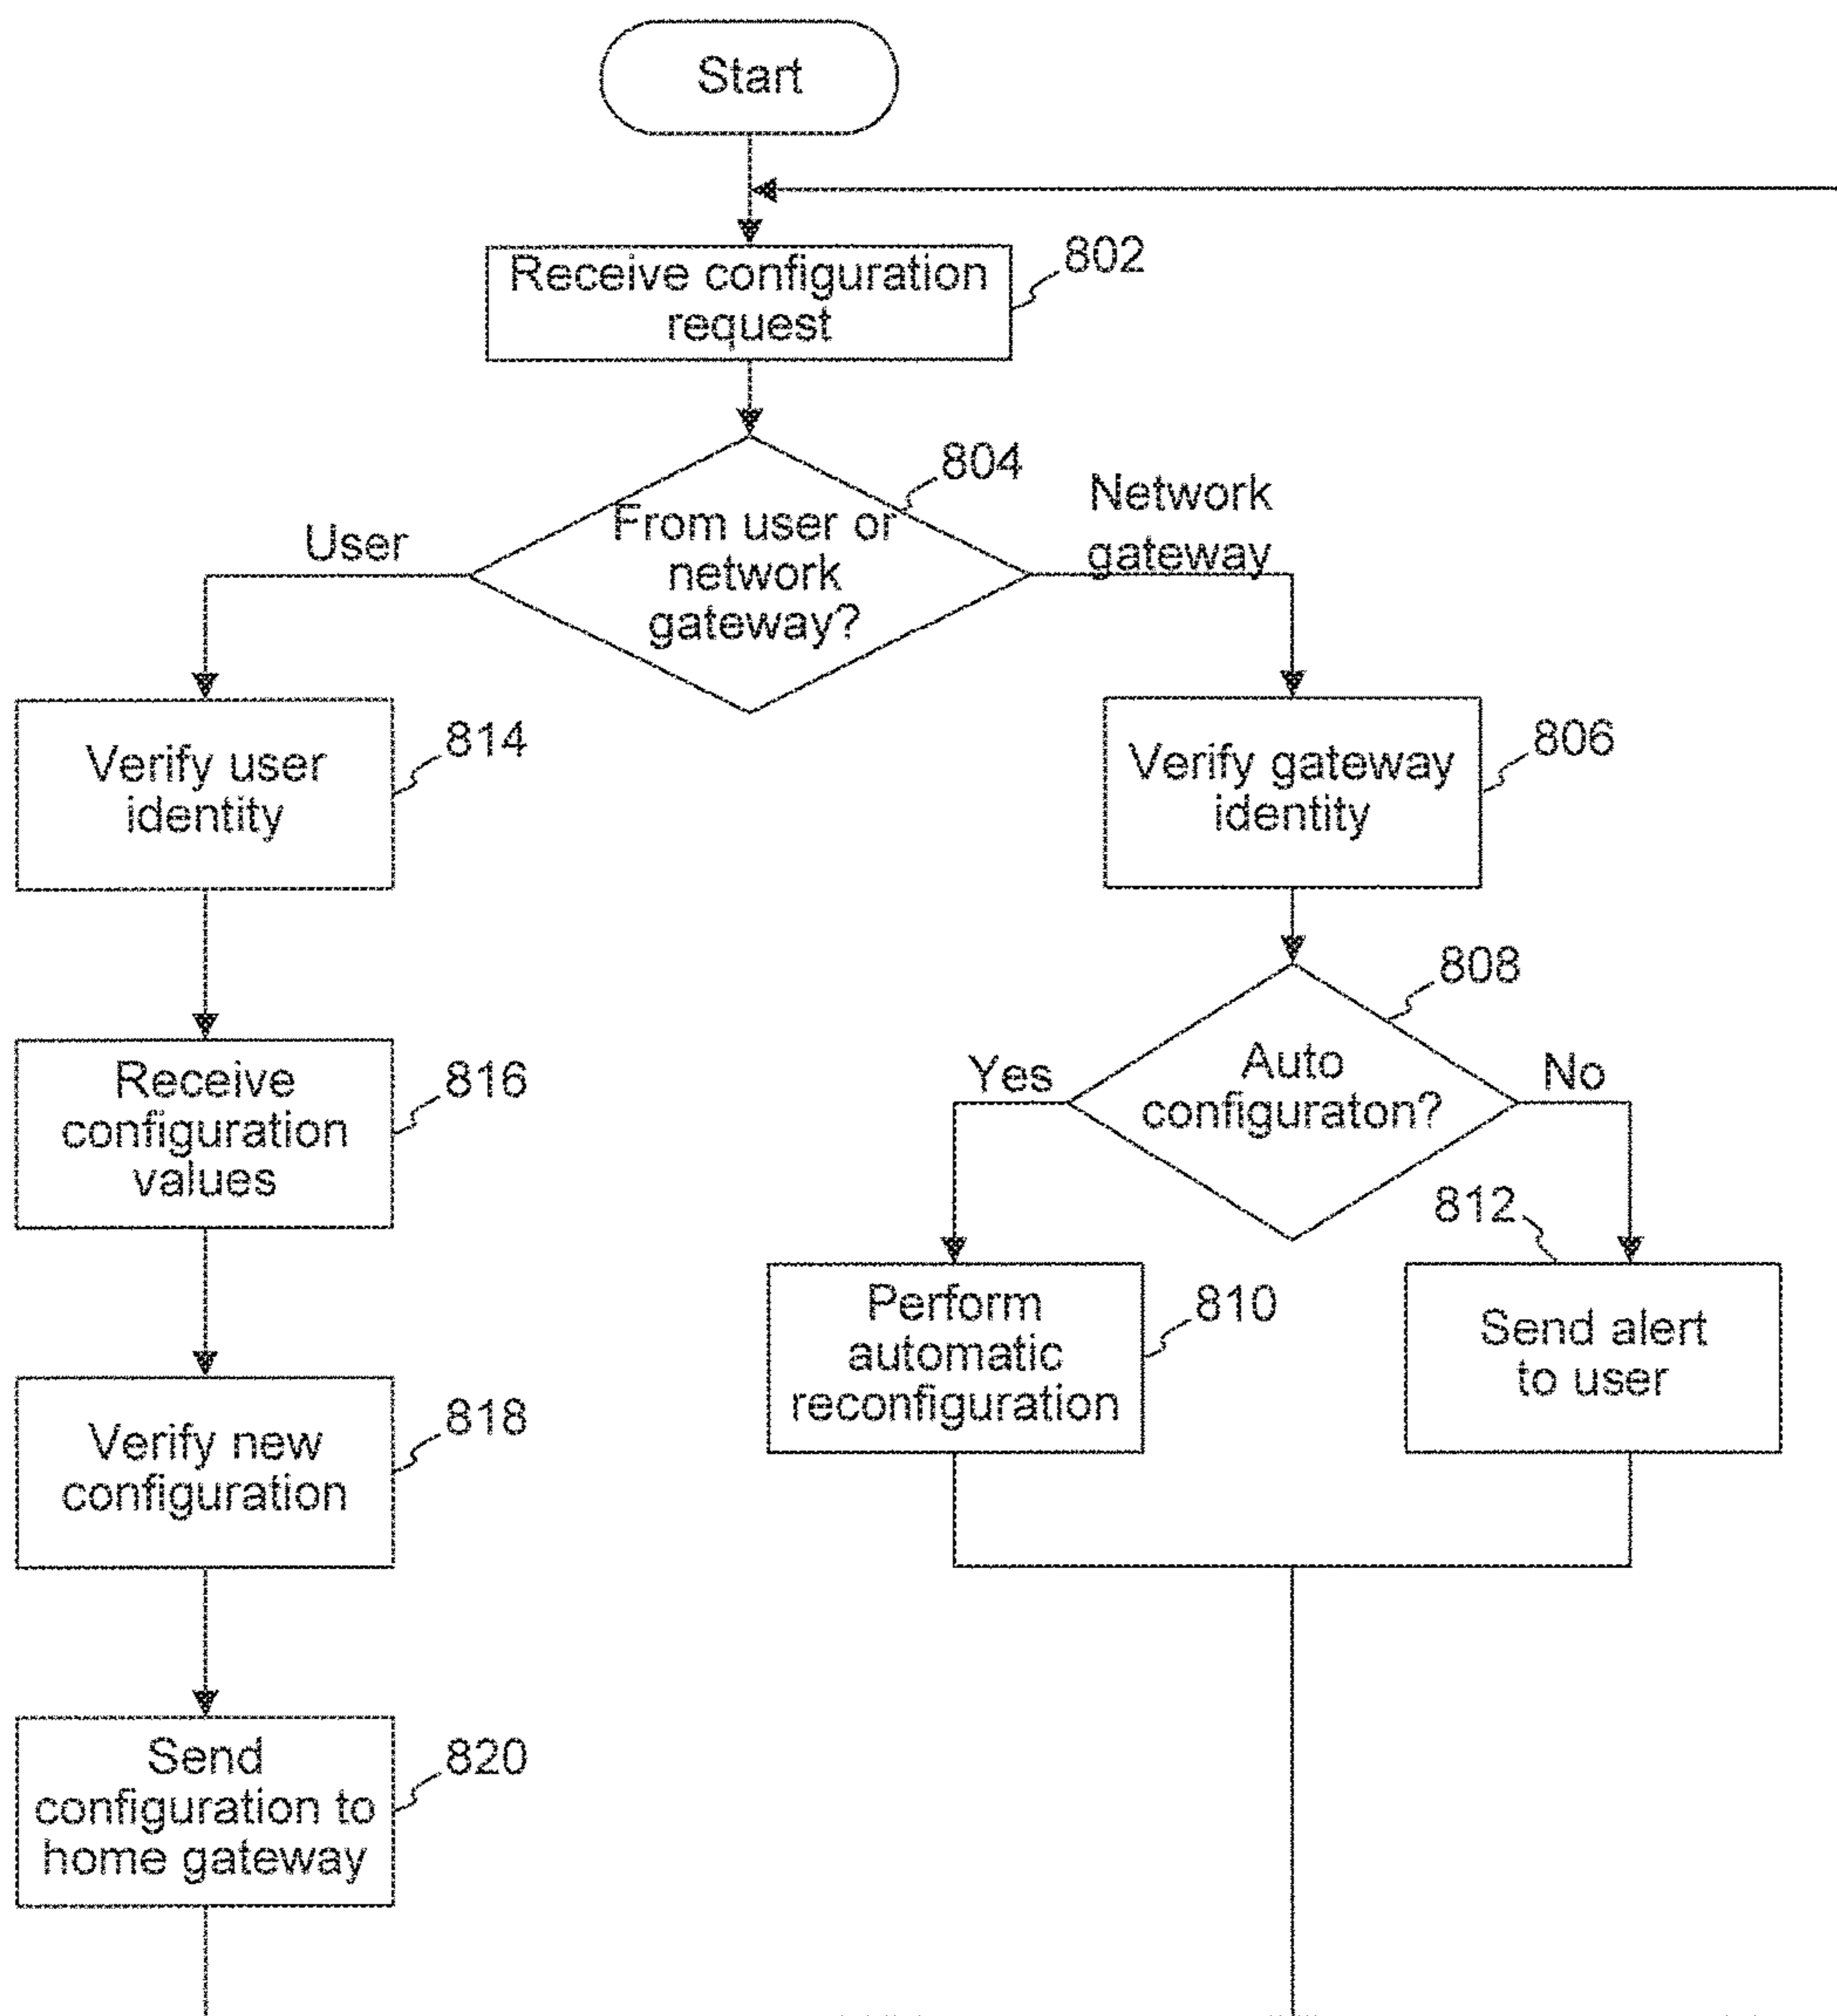 Start
Receive configuration
request
802
804
From user or
network
gateway?
User
Network
gateway
Verify user
identity
814
Verify gateway
identity
806
808
Auto
configuraton?
Yes
No
Receive
configuration
values
816
812
Perform
automatic
reconfiguration
810
Send alert
to user
Verify new
configuration
818
Send
configuration to
home gateway
820